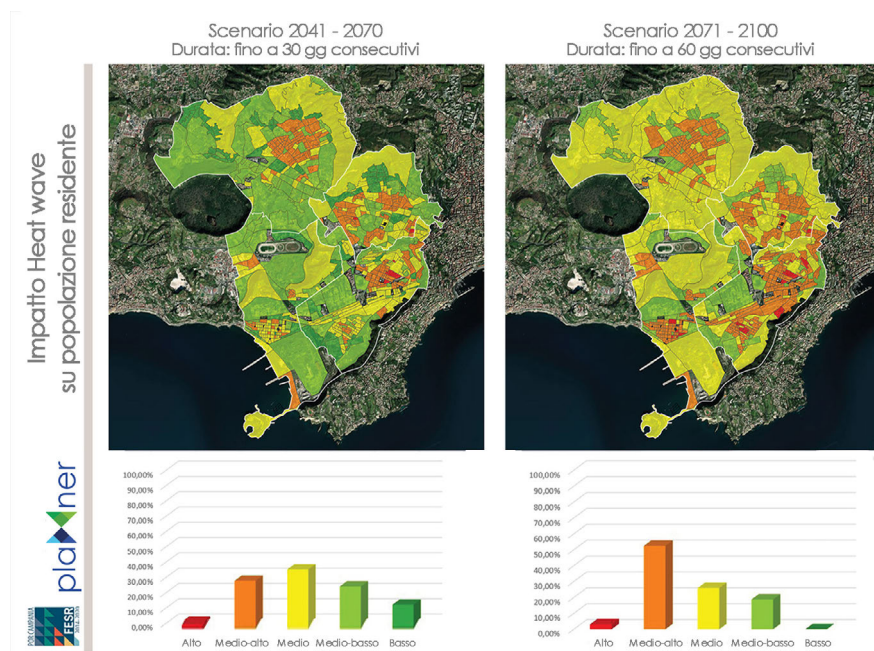 Scenario 2041 - 2070
Durata: fino a 30 gg consecutivi
Scenario 2071 - 2100
Durata: fino a 60 gg consecutivi
Impatto Heat wave
su popolazione residente
planner
POR CAMPANIA
FESR
100,00%
90,00%
80,00%
70,00%
60,00%
50,00%
40,00%
30,00%
20,00%
10,00%
0,00%
Alto Medio-alto Medio Medio-basso Basso
100,00%
90,00%
80,00%
70,00%
60,00%
50,00%
40,00%
30,00%
20,00%
10,00%
0,00%
Alto Medio-alto Medio Medio-basso Basso